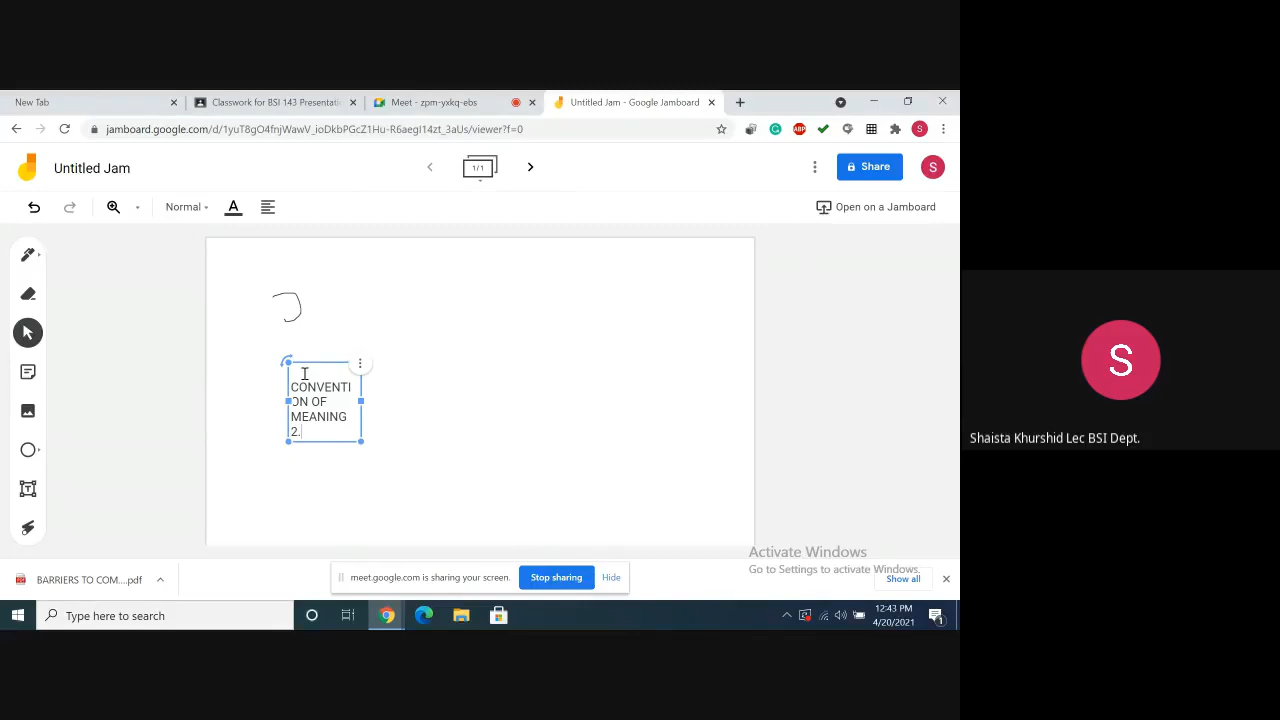 New Tab
Classwork for BSI 143 Presentati
Meet - zpm-yxkq-ebs
Untitled Jam - Google Jamboard
jamboard.google.com/d/1yuT8gO4fnjWawV_ioDkbPGcZ1Hu-R6aegI14zt_3aUs/viewer?f=0
ABP
S
Untitled Jam
1/1
Share
S
Normal
A
Open on a Jamboard
CONVENTI
ON OF
MEANING
2.
S
Shaista Khurshid Lec BSI Dept.
Activate Windows
Go to Settings to activate Windows.
BARRIERS TO COM....pdf
meet.google.com is sharing your screen.
Stop sharing
Hide
Show all
Type here to search
12:43 PM
4/20/2021
1